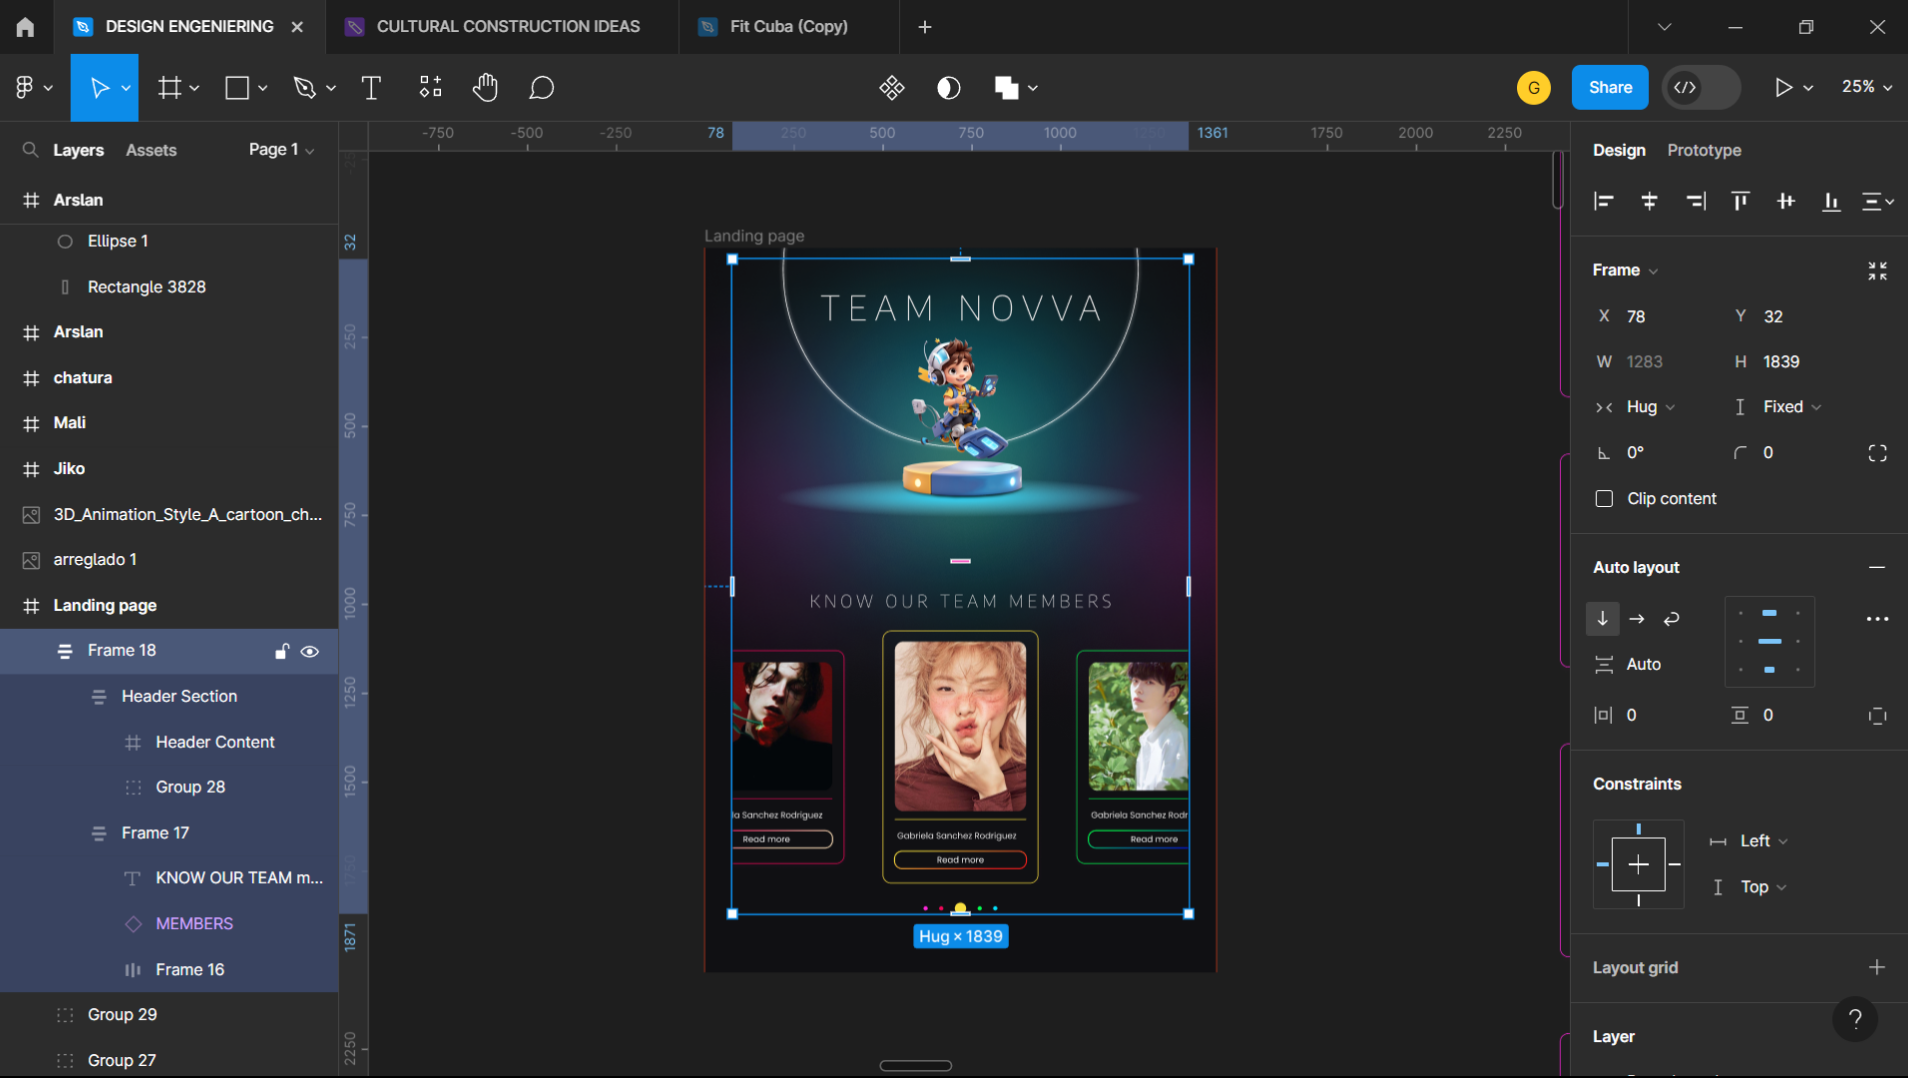 DESIGN ENGENIERING
CULTURAL CONSTRUCTION IDEAS
Fit Cuba (Copy)
G
Share
25%
Layers
Assets
Page 1
Arslan
Ellipse 1
Rectangle 3828
Arslan
chatura
Mali
Jiko
3D_Animation_Style_A_cartoon_ch...
arreglado 1
Landing page
Frame 18
Header Section
Header Content
Group 28
Frame 17
KNOW OUR TEAM m...
MEMBERS
Frame 16
Group 29
Group 27
-750
-500
-250
78
250
500
750
1000
1250
1361
1750
2000
2250
32
250
500
750
1000
1250
1500
1750
1871
2250
Landing page
TEAM NOVVA
KNOW OUR TEAM MEMBERS
la Sanchez Rodriguez
Read more
Gabriela Sanchez Rodriguez
Read more
Gabriela Sanchez Rodr
Read more
Hug × 1839
Design
Prototype
Frame
X 78
Y 32
W 1283
H 1839
Hug
Fixed
0°
0
Clip content
Auto layout
Auto
0
0
Constraints
Left
Top
Layout grid
?
Layer